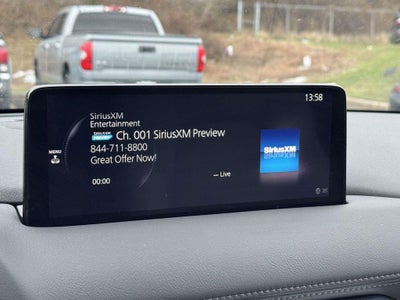 13:58
SiriusXM
Entertainment
Ch. 001 SiriusXM Preview
MENU
844-711-8800
Great Offer Now!
00:00
Live
SiriusXM